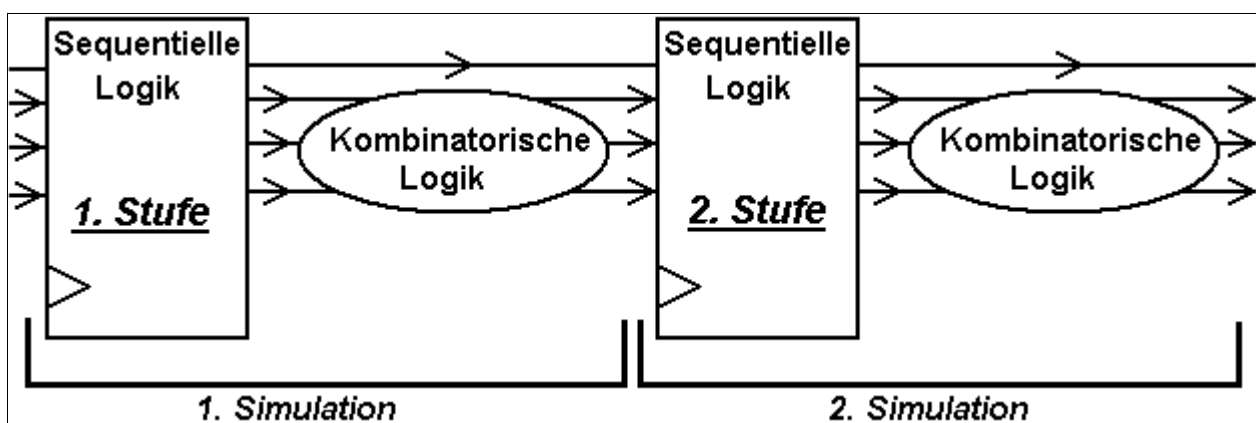 Sequentielle
Logik
1. Stufe
Kombinatorische
Logik
Sequentielle
Logik
2. Stufe
Kombinatorische
Logik
1. Simulation
2. Simulation